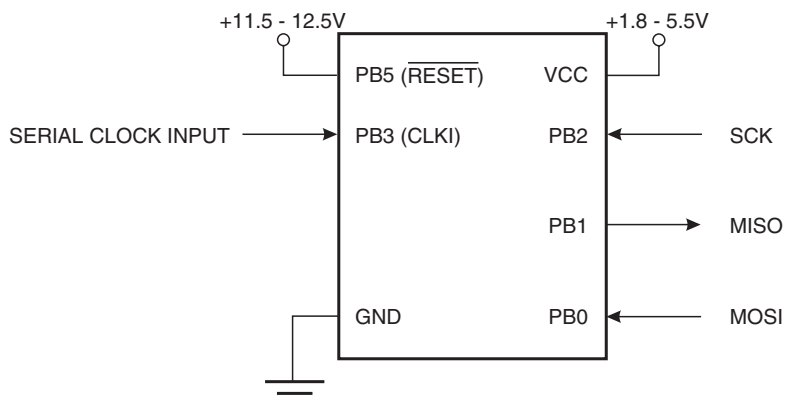 +11.5 - 12.5V
+1.8 - 5.5V
PB5 (RESET)
VCC
SERIAL CLOCK INPUT
PB3 (CLKI)
PB2
SCK
PB1
MISO
GND
PB0
MOSI